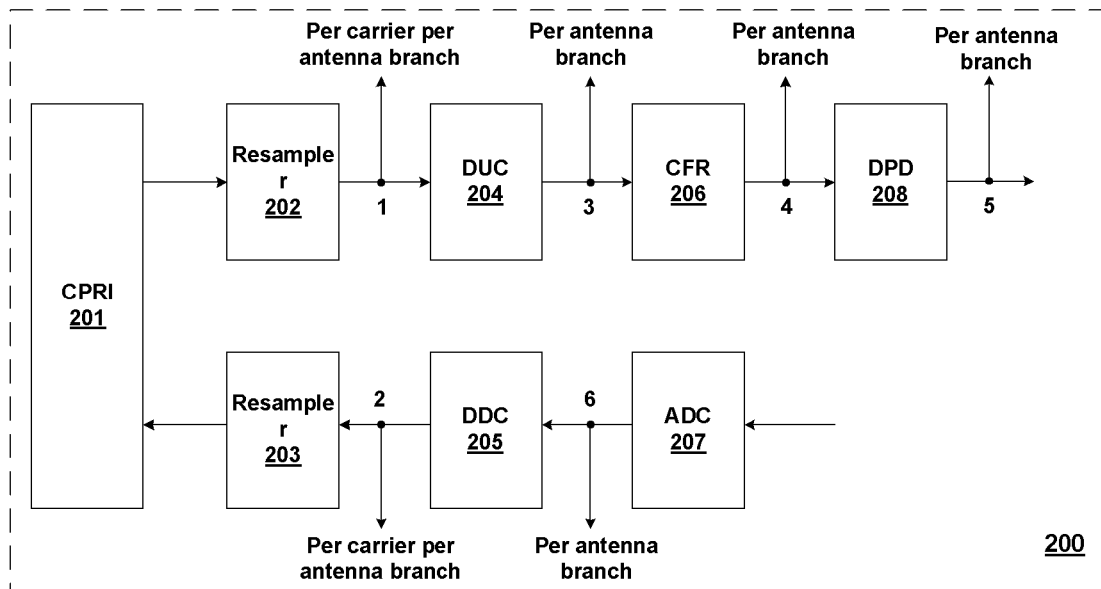 Per carrier per
antenna branch
Per antenna
branch
Per antenna
branch
Per antenna
branch
CPRI
201
Resample
r
202
1
DUC
204
3
CFR
206
4
DPD
208
5
Resample
r
203
2
DDC
205
6
ADC
207
Per carrier per
antenna branch
Per antenna
branch
200